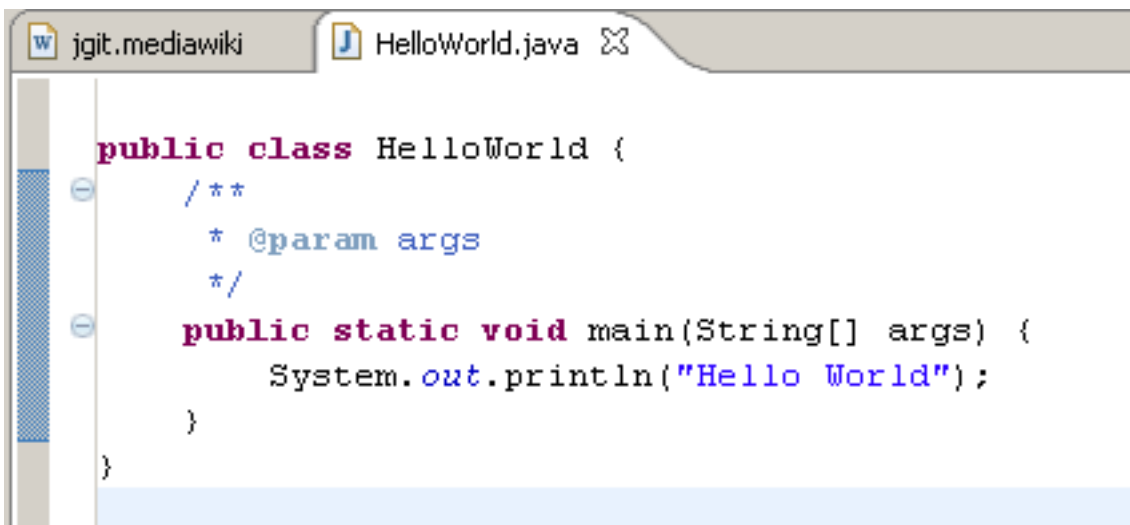 jgit.mediawiki HelloWorld.java
public class HelloWorld {
    /**
     * @param args
     */
    public static void main(String[] args) {
        System.out.println("Hello World");
    }
}